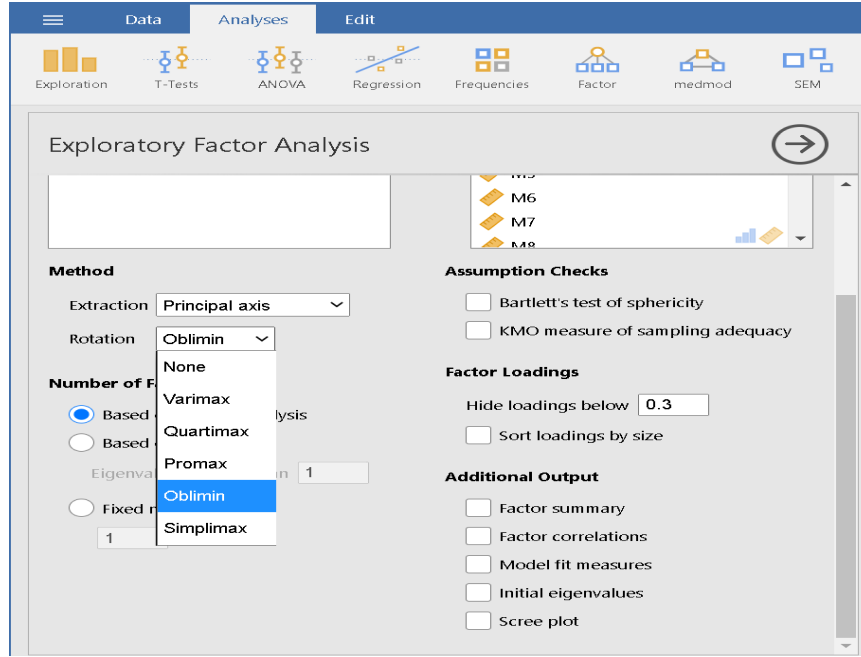 Data Analyses Edit
Exploration T-Tests ANOVA Regression Frequencies Factor medmod SEM
Exploratory Factor Analysis
M6
M7
M8
Method
Extraction Principal axis
Rotation Oblimin
None
Varimax
Quartimax
Promax
Oblimin
Simplimax
Number of
Based
Based
1
Fixed
1
Assumption Checks
Bartlett's test of sphericity
KMO measure of sampling adequacy
Factor Loadings
Hide loadings below 0.3
Sort loadings by size
Additional Output
Factor summary
Factor correlations
Model fit measures
Initial eigenvalues
Scree plot